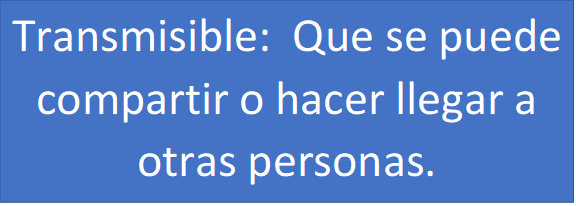 Transmisible:  Que se puede
compartir o hacer llegar a
otras personas.